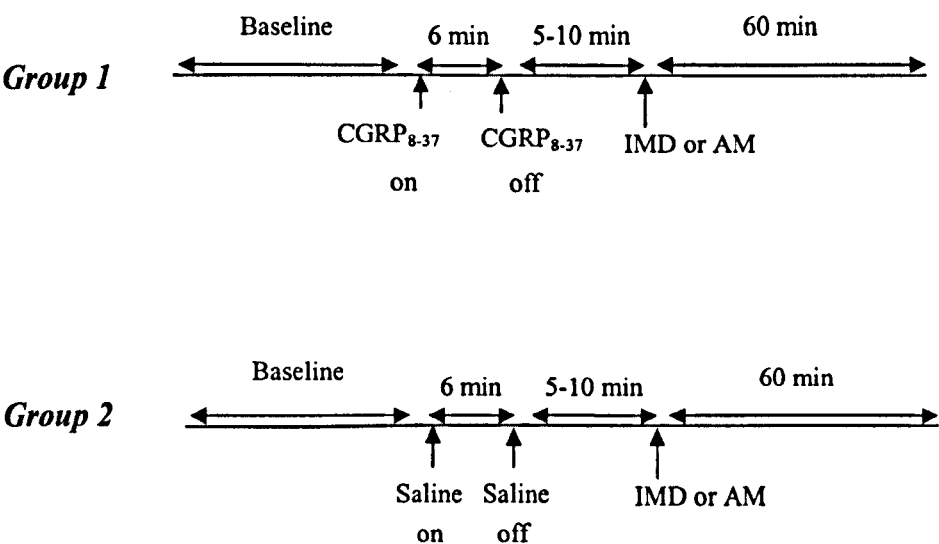 Baseline 6 min 5-10 min 60 min
Group 1
CGRP₈₋₃₇ CGRP₈₋₃₇ IMD or AM
on off
Baseline 6 min 5-10 min 60 min
Group 2
Saline Saline IMD or AM
on off